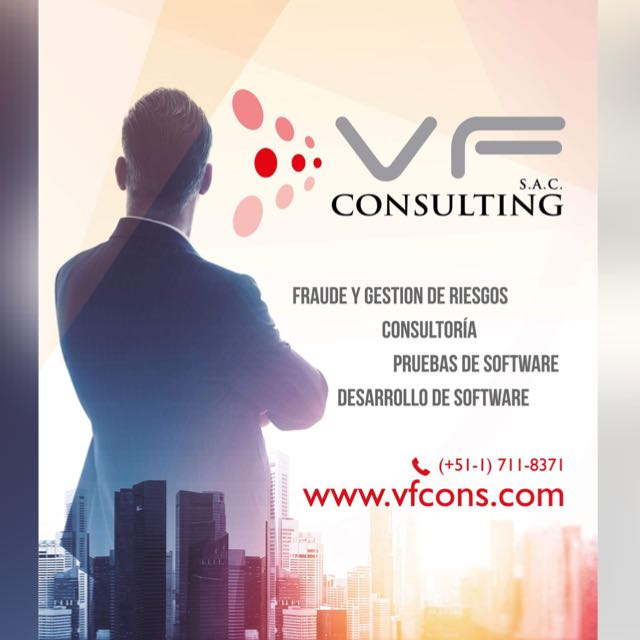 VF
S.A.C.
CONSULTING
FRAUDE Y GESTION DE RIESGOS
CONSULTORÍA
PRUEBAS DE SOFTWARE
DESARROLLO DE SOFTWARE
(+51-1) 711-8371
www.vfcons.com